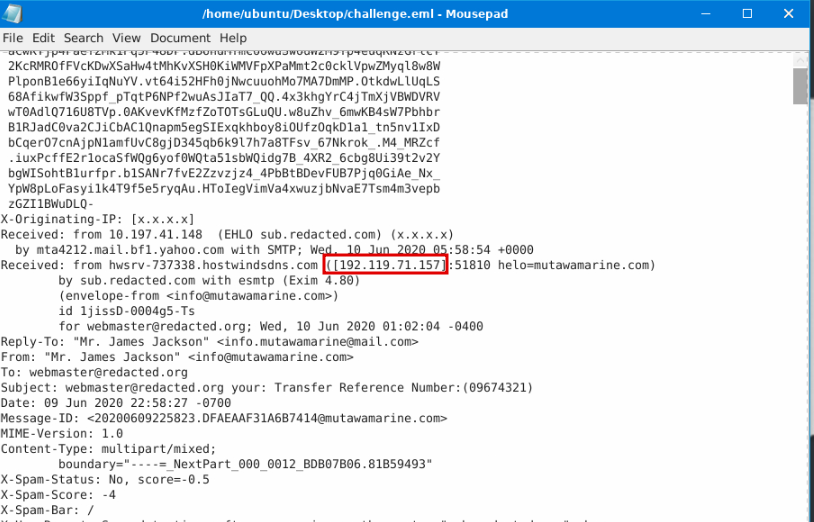 /home/ubuntu/Desktop/challenge.eml - Mousepad
File Edit Search View Document Help
2KcRMROfFVcKDwXSaHw4tMhKvXSH0KiWMVFpXPaMmt2c0cklVpwZMyql8w8W
PlponB1e66yiIqNuYV.vt64i52HFh0jNwcuuohMo7MA7DmMP.OtkdwLlUqLS
68AfikwfW3Sppf_pTqtP6NPf2wuAsJIaT7_QQ.4x3khgYrC4jTmXjVBWDVRV
wT0AdlQ716U8TVp.0AKvevKfMzfZoTOTsGLuQU.w8uZhv_6mwKB4sW7Pbhbr
B1RJadC0va2CJiCbAC1Qnapm5egSIExqkhboy8iOUfzOqkD1a1_tn5nv1IxD
bCqerO7cnAjpN1amfUvC8gjD345qb6k9l7h7a8TFsv_67Nkrok_.M4_MRZcf
.iuxPcffE2r1ocaSfWQg6yof0WQta51sbWQidg7B_4XR2_6cbg8Ui39t2v2Y
bgWISohtB1urfpr.b1SANr7fvE2Zzvzjz4_4PbBtBDevFUB7Pjq0GiAe_Nx_
YpW8pLoFasyi1k4T9f5e5ryqAu.HToIegVimVa4xwuzjbNvaE7Tsm4m3vepb
zGZI1BWuDLQ-
X-Originating-IP: [x.x.x.x]
Received: from 10.197.41.148 (EHLO sub.redacted.com) (x.x.x.x)
by mta4212.mail.bf1.yahoo.com with SMTP; Wed, 10 Jun 2020 05:58:54 +0000
Received: from hwsrv-737338.hostwindsdns.com ([192.119.71.157]:51810 helo=mutawamarine.com)
by sub.redacted.com with esmtp (Exim 4.80)
(envelope-from <info@mutawamarine.com>)
id 1jissD-0004g5-Ts
for webmaster@redacted.org; Wed, 10 Jun 2020 01:02:04 -0400
Reply-To: "Mr. James Jackson" <info.mutawamarine@mail.com>
From: "Mr. James Jackson" <info@mutawamarine.com>
To: webmaster@redacted.org
Subject: webmaster@redacted.org your: Transfer Reference Number:(09674321)
Date: 09 Jun 2020 22:58:27 -0700
Message-ID: <20200609225823.DFAEAAF31A6B7414@mutawamarine.com>
MIME-Version: 1.0
Content-Type: multipart/mixed;
boundary="----=_NextPart_000_0012_BDB07B06.81B59493"
X-Spam-Status: No, score=-0.5
X-Spam-Score: -4
X-Spam-Bar: /